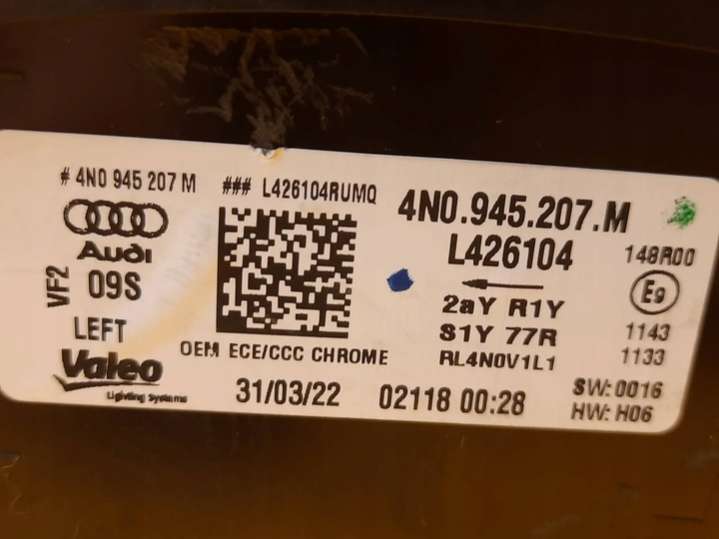 # 4N0 945 207 M ### L426104RUMQ
4N0.945.207.M
L426104
148R00
Audi
VF2
09S
E9
2aY R1Y
S1Y 77R
1143
LEFT
OEM ECE/CCC CHROME
RL4N0V1L1
1133
Valeo
Lighting Systems
31/03/22 02118 00:28
SW: 0016
HW: H06